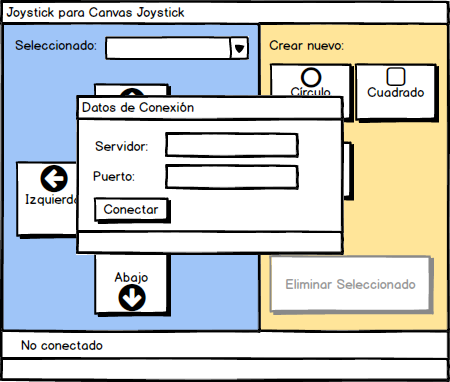 Joystick para Canvas Joystick
Seleccionado:
Crear nuevo:
Círculo
Cuadrado
Datos de Conexión
Servidor:
Puerto:
Conectar
Izquierda
Abajo
Eliminar Seleccionado
No conectado